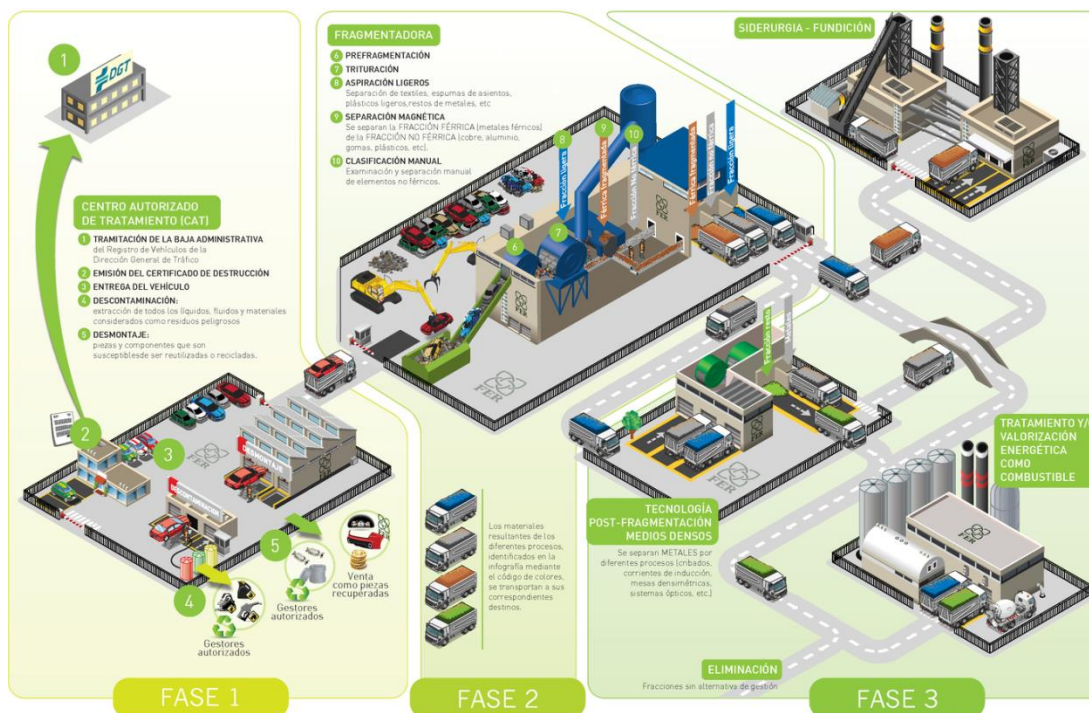 1
DGT
CENTRO AUTORIZADO
DE TRATAMIENTO (CAT)
1 TRAMITACIÓN DE LA BAJA ADMINISTRATIVA
del Registro de Vehículos de la
Dirección General de Tráfico
2 EMISIÓN DEL CERTIFICADO DE DESTRUCCIÓN
3 ENTREGA DEL VEHÍCULO
4 DESCONTAMINACIÓN:
extracción de todos los líquidos, fluidos y materiales
considerados como residuos peligrosos
5 DESMONTAJE:
piezas y componentes que son
susceptiblesde ser reutilizadas o recicladas.
2
3
FER
DESMONTAJE
FER
DESCONTAMINACIÓN
4
Gestores
autorizados
5
Gestores
autorizados
Venta
como piezas
recuperadas
FASE 1
FRAGMENTADORA
6 PREFRAGMENTACIÓN
7 TRITURACIÓN
8 ASPIRACIÓN LIGEROS
Separación de textiles, espumas de asientos,
plásticos ligeros,restos de metales, etc
9 SEPARACIÓN MAGNÉTICA
Se separan la FRACCIÓN FÉRRICA (metales férricos)
de la FRACCIÓN NO FÉRRICA (cobre, aluminio,
gomas, plásticos, etc).
10 CLASIFICACIÓN MANUAL
Examinación y separación manual
de elementos no férricos.
6
7
8
Fracción ligera
9
Férrica fragmentada
10
Fracción no férrica
Férrica fragmentada
Fracción no férrica
Fracción ligera
FER
FER
Los materiales
resultantes de los
diferentes procesos,
identificados en la
infografía mediante
el código de colores,
se transportan a sus
correspondientes
destinos.
FASE 2
SIDERURGIA - FUNDICIÓN
FER
Fracción resto
Metales
FER
FER
TECNOLOGÍA
POST-FRAGMENTACIÓN
MEDIOS DENSOS
Se separan METALES por
diferentes procesos (cribados,
corrientes de inducción,
mesas densimétricas,
sistemas ópticos, etc.)
TRATAMIENTO Y/O
VALORIZACIÓN
ENERGÉTICA
COMO
COMBUSTIBLE
ELIMINACIÓN
Fracciones sin alternativa de gestión
FASE 3